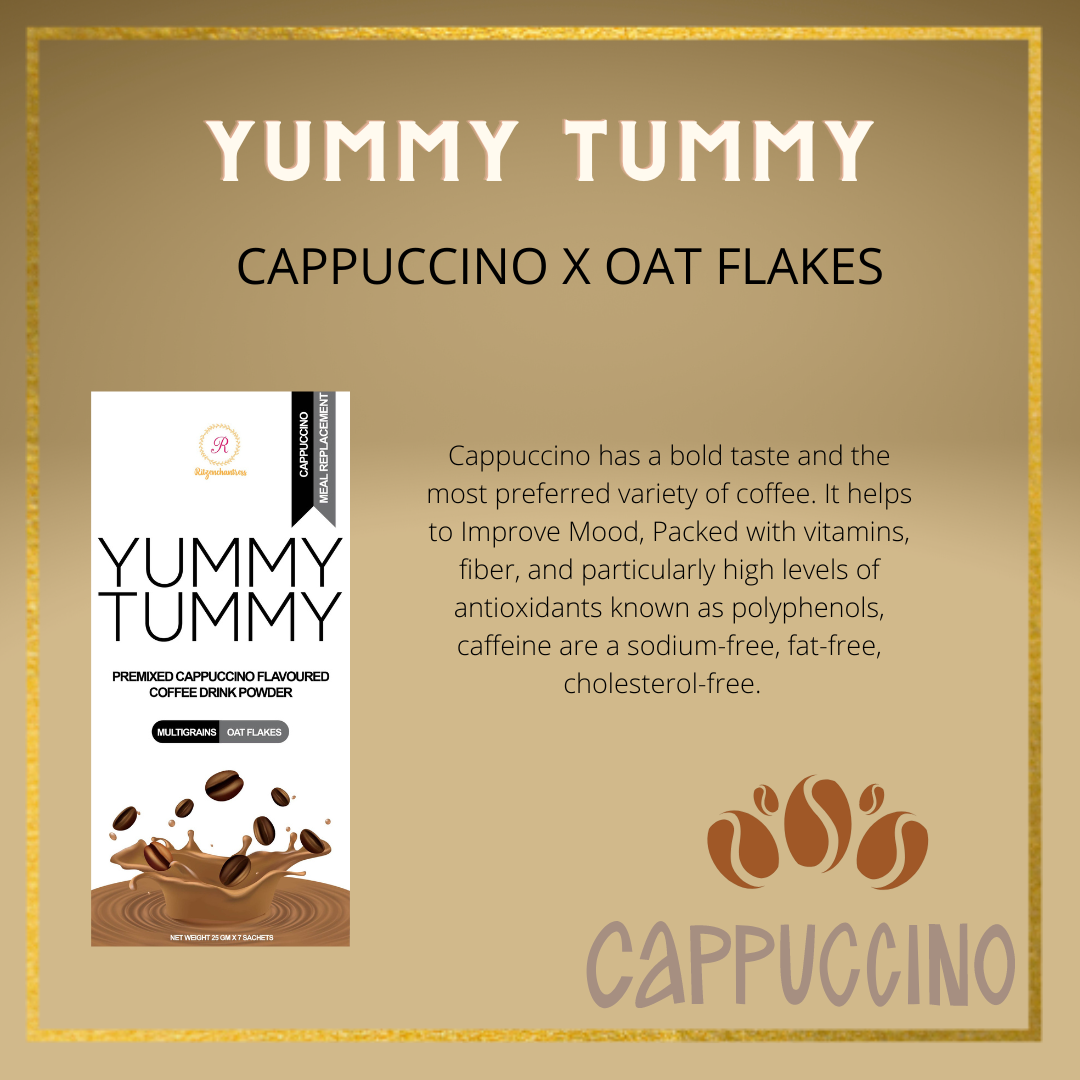 YUMMY TUMMY
CAPPUCCINO X OAT FLAKES
CAPPUCCINO
MEAL REPLACEMENT
R
Ritzenchantress
YUMMY
TUMMY
PREMIXED CAPPUCCINO FLAVOURED
COFFEE DRINK POWDER
MULTIGRAINS OAT FLAKES
NET WEIGHT 25 GM X 7 SACHETS
Cappuccino has a bold taste and the
most preferred variety of coffee. It helps
to Improve Mood, Packed with vitamins,
fiber, and particularly high levels of
antioxidants known as polyphenols,
caffeine are a sodium-free, fat-free,
cholesterol-free.
CAPPUCCINO